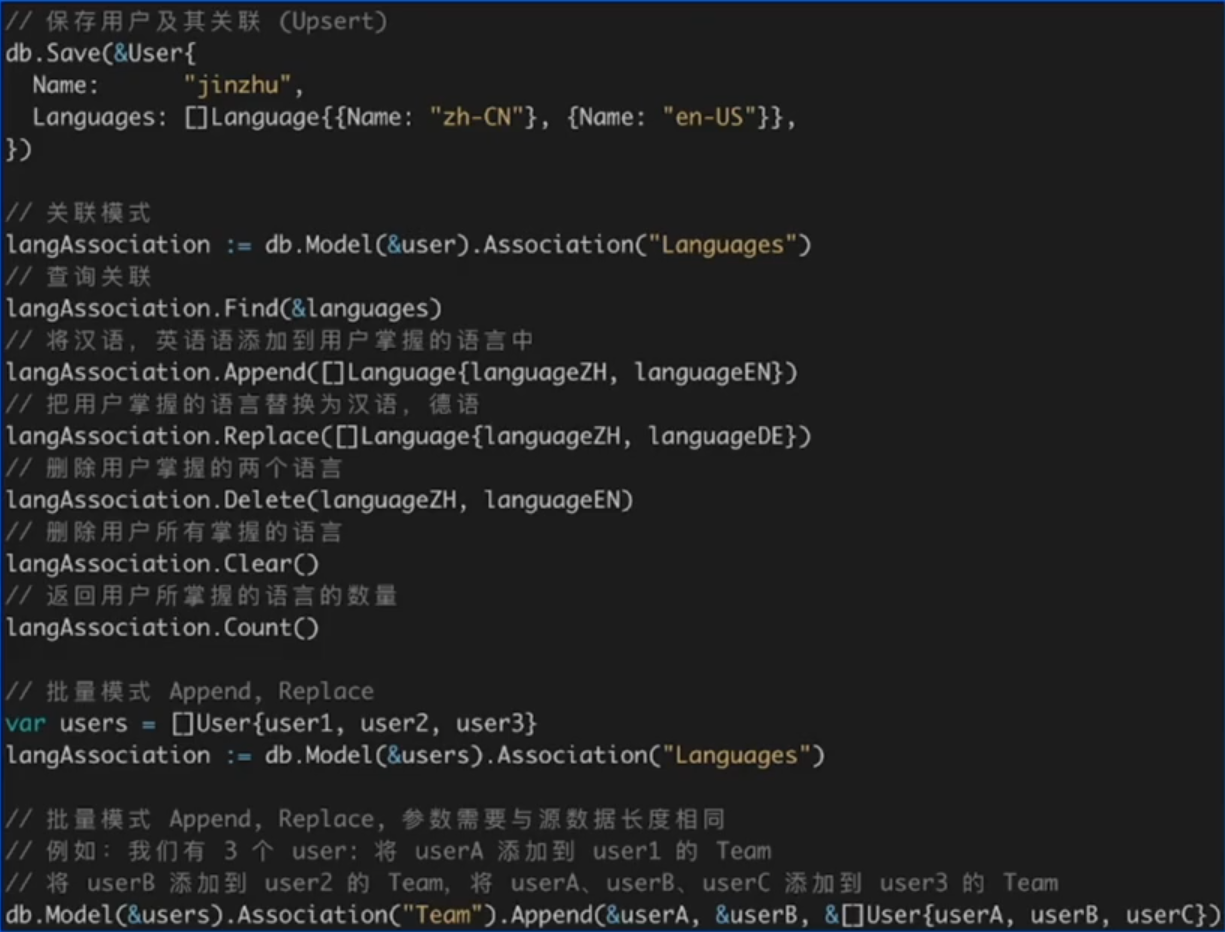 // 保存用户及其关联 (Upsert)
db.Save(&User{
  Name:      "jinzhu",
  Languages: []Language{{Name: "zh-CN"}, {Name: "en-US"}},
})

// 关联模式
langAssociation := db.Model(&user).Association("Languages")
// 查询关联
langAssociation.Find(&languages)
// 将汉语, 英语语添加到用户掌握的语言中
langAssociation.Append([]Language{languageZH, languageEN})
// 把用户掌握的语言替换为汉语, 德语
langAssociation.Replace([]Language{languageZH, languageDE})
// 删除用户掌握的两个语言
langAssociation.Delete(languageZH, languageEN)
// 删除用户所有掌握的语言
langAssociation.Clear()
// 返回用户所掌握的语言的数量
langAssociation.Count()

// 批量模式 Append, Replace
var users = []User{user1, user2, user3}
langAssociation := db.Model(&users).Association("Languages")

// 批量模式 Append, Replace, 参数需要与源数据长度相同
// 例如: 我们有 3 个 user: 将 userA 添加到 user1 的 Team
// 将 userB 添加到 user2 的 Team, 将 userA、userB、userC 添加到 user3 的 Team
db.Model(&users).Association("Team").Append(&userA, &userB, &[]User{userA, userB, userC})